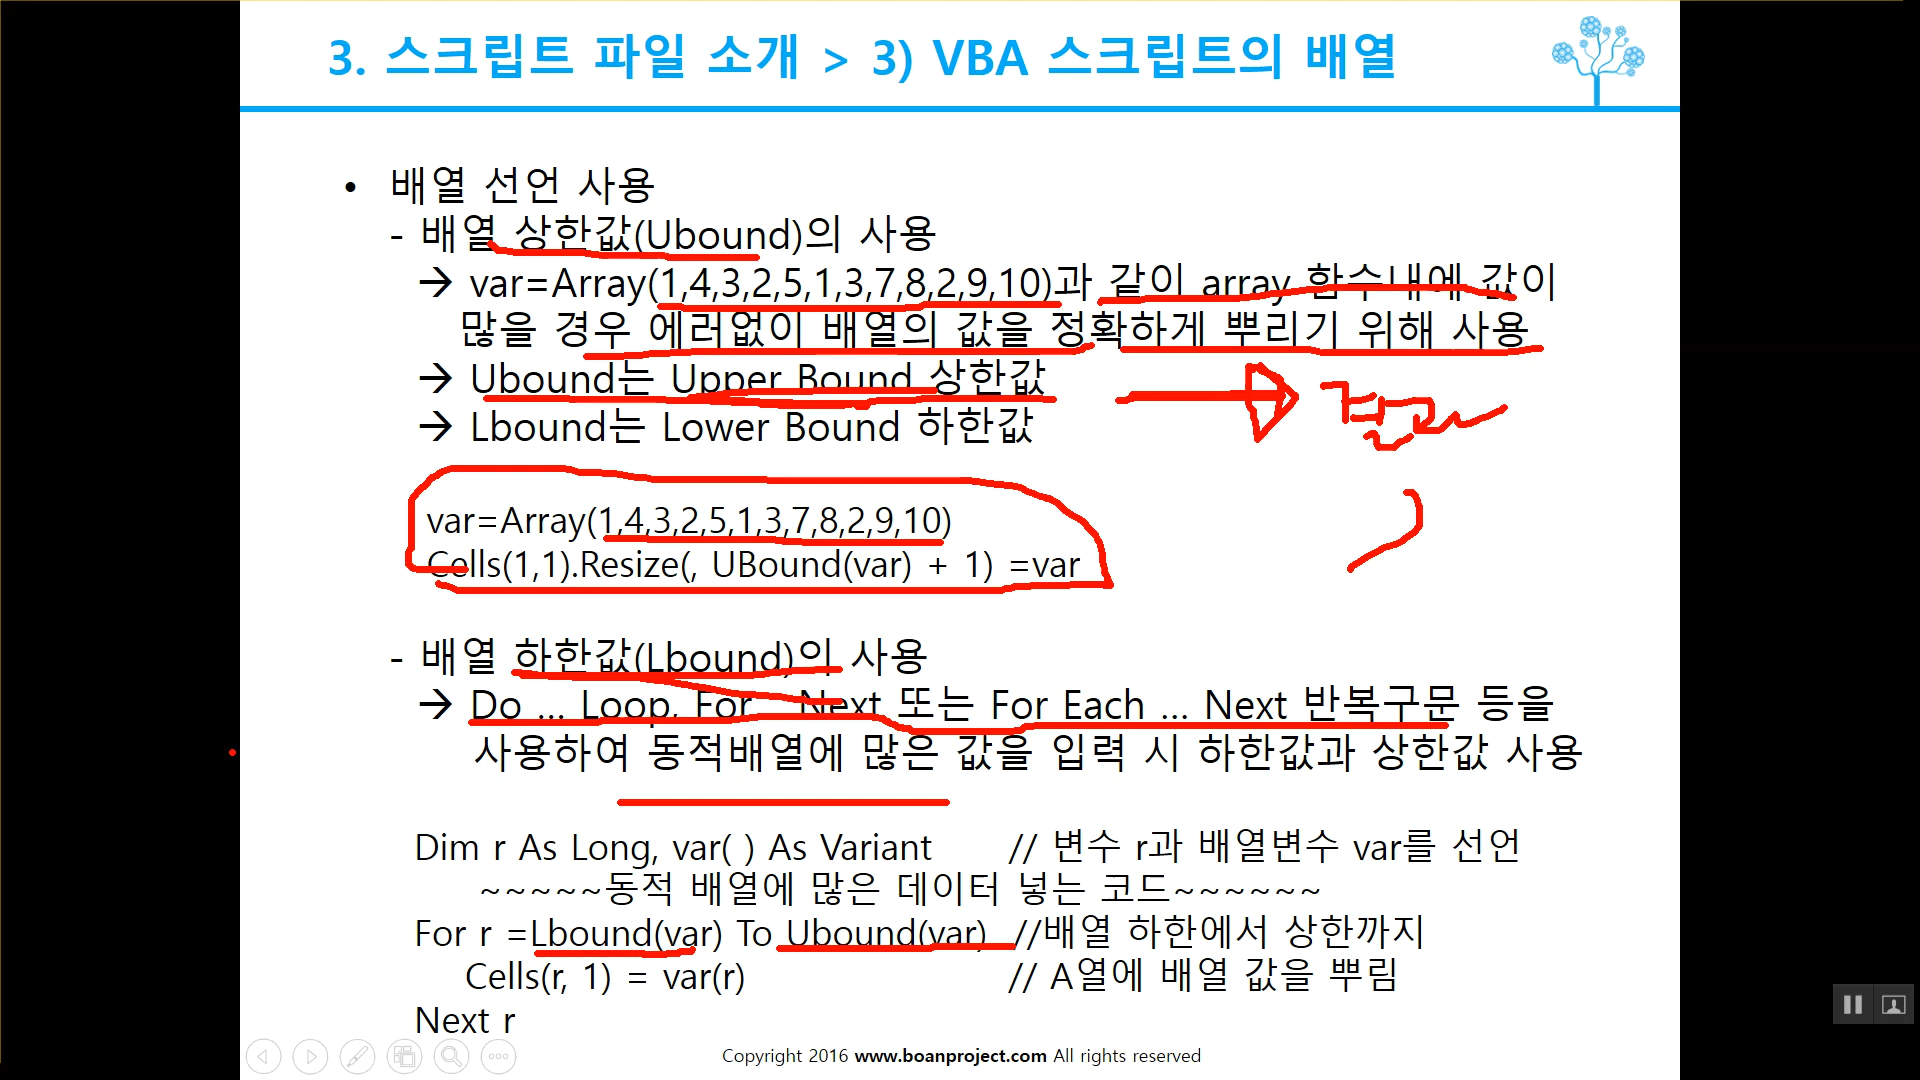 3. 스크립트 파일 소개 > 3) VBA 스크립트의 배열
• 배열 선언 사용
- 배열 상한값(Ubound)의 사용
→ var=Array(1,4,3,2,5,1,3,7,8,2,9,10)과 같이 array 함수내에 값이
많을 경우 에러없이 배열의 값을 정확하게 뿌리기 위해 사용
→ Ubound는 Upper Bound 상한값
→ Lbound는 Lower Bound 하한값
결과
var=Array(1,4,3,2,5,1,3,7,8,2,9,10)
Cells(1,1).Resize(, UBound(var) + 1) =var
- 배열 하한값(Lbound)의 사용
→ Do ... Loop, For ... Next 또는 For Each ... Next 반복구문 등을
사용하여 동적배열에 많은 값을 입력 시 하한값과 상한값 사용
Dim r As Long, var( ) As Variant // 변수 r과 배열변수 var를 선언
~~~~~동적 배열에 많은 데이터 넣는 코드~~~~~~
For r =Lbound(var) To Ubound(var) //배열 하한에서 상한까지
Cells(r, 1) = var(r) // A열에 배열 값을 뿌림
Next r
Copyright 2016 www.boanproject.com All rights reserved